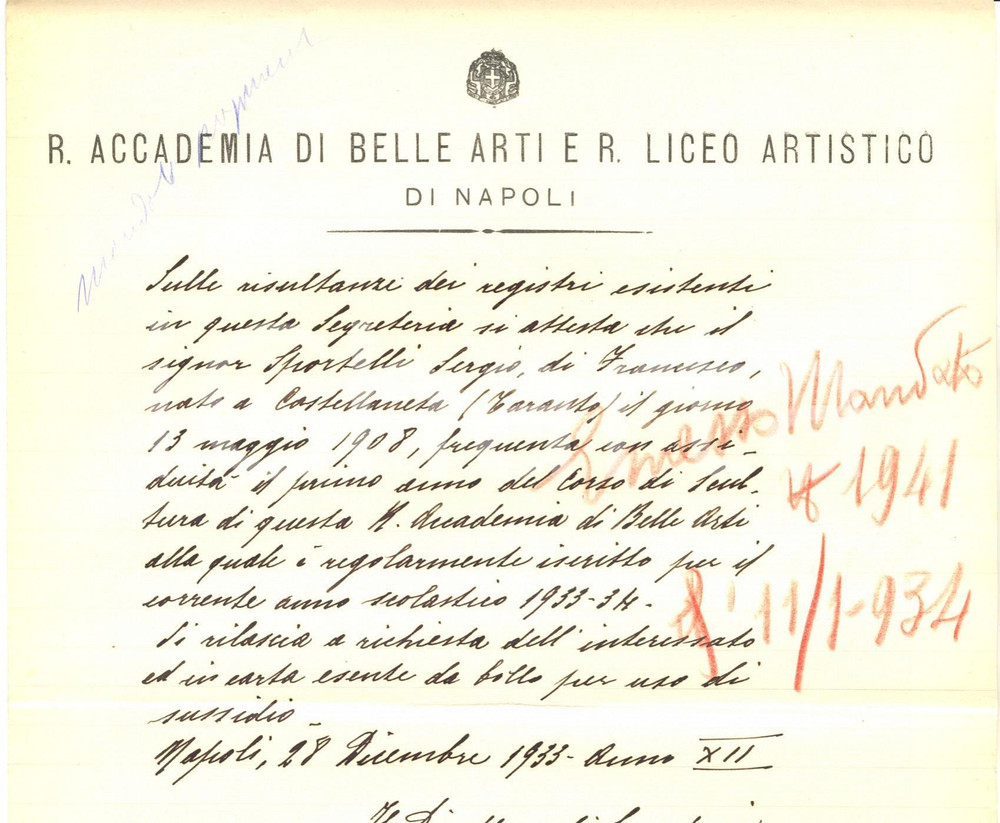 R. ACCADEMIA DI BELLE ARTI E R. LICEO ARTISTICO
DI NAPOLI
Sulle risultanze dei registri esistenti
in questa Segreteria si attesta che il
signor Sportelli Sergio, di Francesco,
nato a Castellaneta (Taranto) il giorno
13 maggio 1908, frequenta con assi-
duità il primo anno del Corso di Scul-
tura di questa R. Accademia di Belle Arti
alla quale è regolarmente iscritto per il
corrente anno scolastico 1933-34.
Si rilascia a richiesta dell'interessato
ed in carta esente da bollo per uso di
sussidio
Napoli, 28 Dicembre 1933 - Anno XII
Emesso Mandato
1941
11/1-934
Il